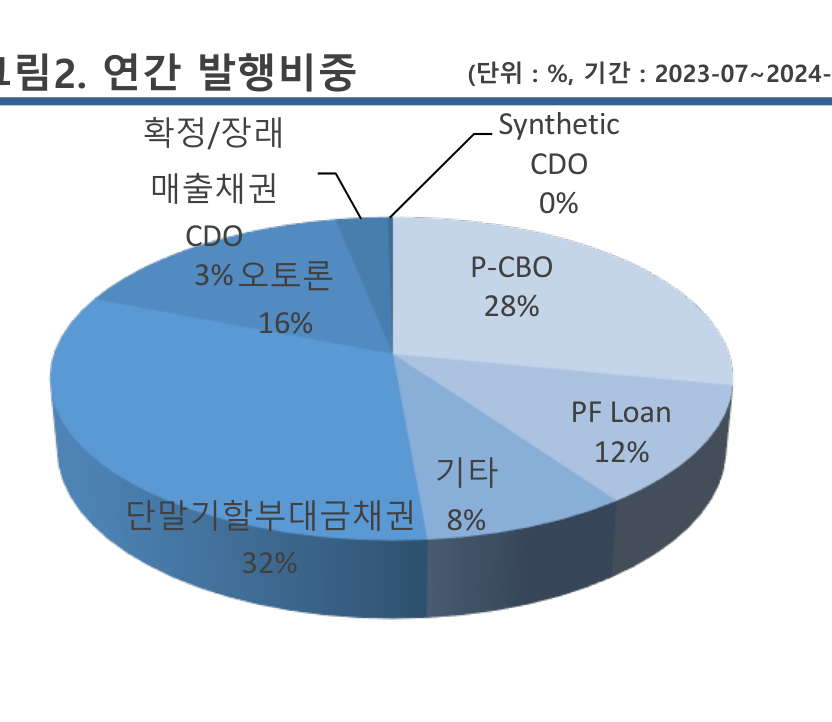 림2. 연간 발행비중
(단위 : %, 기간 : 2023-07~2024-
확정/장래
매출채권
CDO
3%
Synthetic
CDO
0%
오토론
16%
P-CBO
28%
PF Loan
12%
기타
8%
단말기할부대금채권
32%